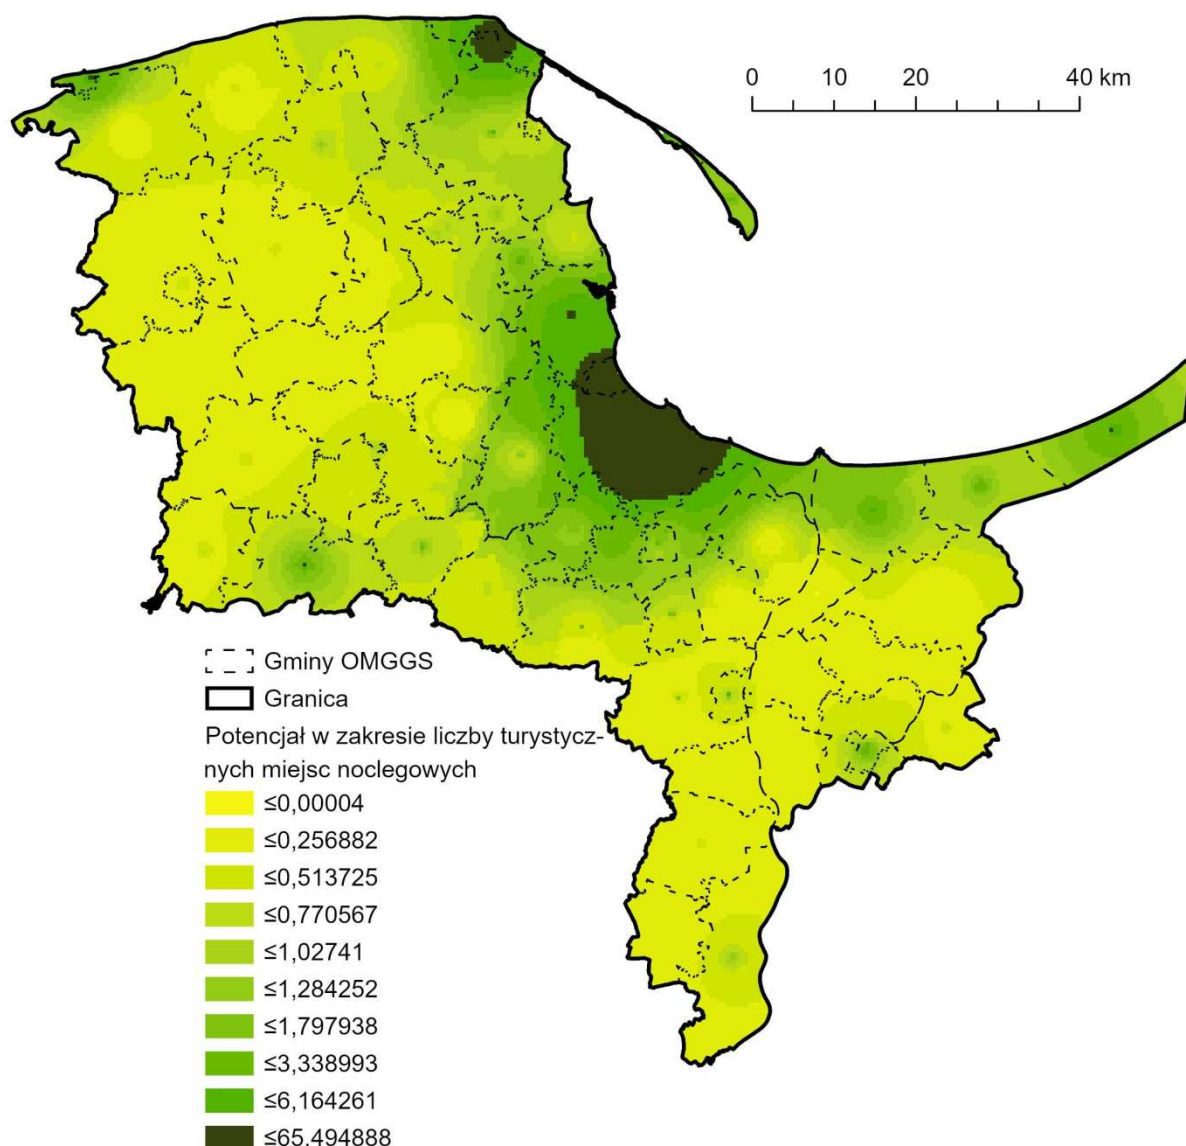 0 10 20 40 km
Gminy OMGGS
Granica
Potencjał w zakresie liczby turystycz-
nych miejsc noclegowych
≤0,00004
≤0,256882
≤0,513725
≤0,770567
≤1,02741
≤1,284252
≤1,797938
≤3,338993
≤6,164261
≤65,494888